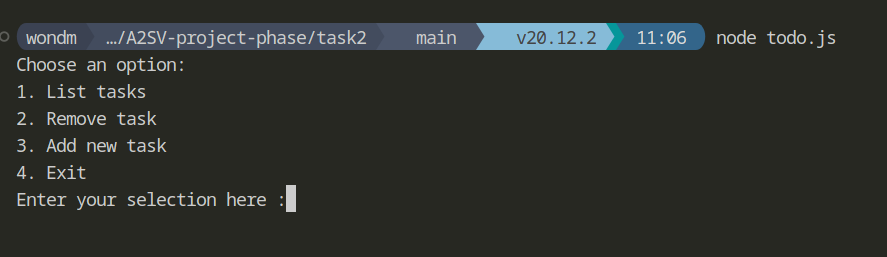 wondm …/A2SV-project-phase/task2 main v20.12.2 11:06 node todo.js
Choose an option:
1. List tasks
2. Remove task
3. Add new task
4. Exit
Enter your selection here :